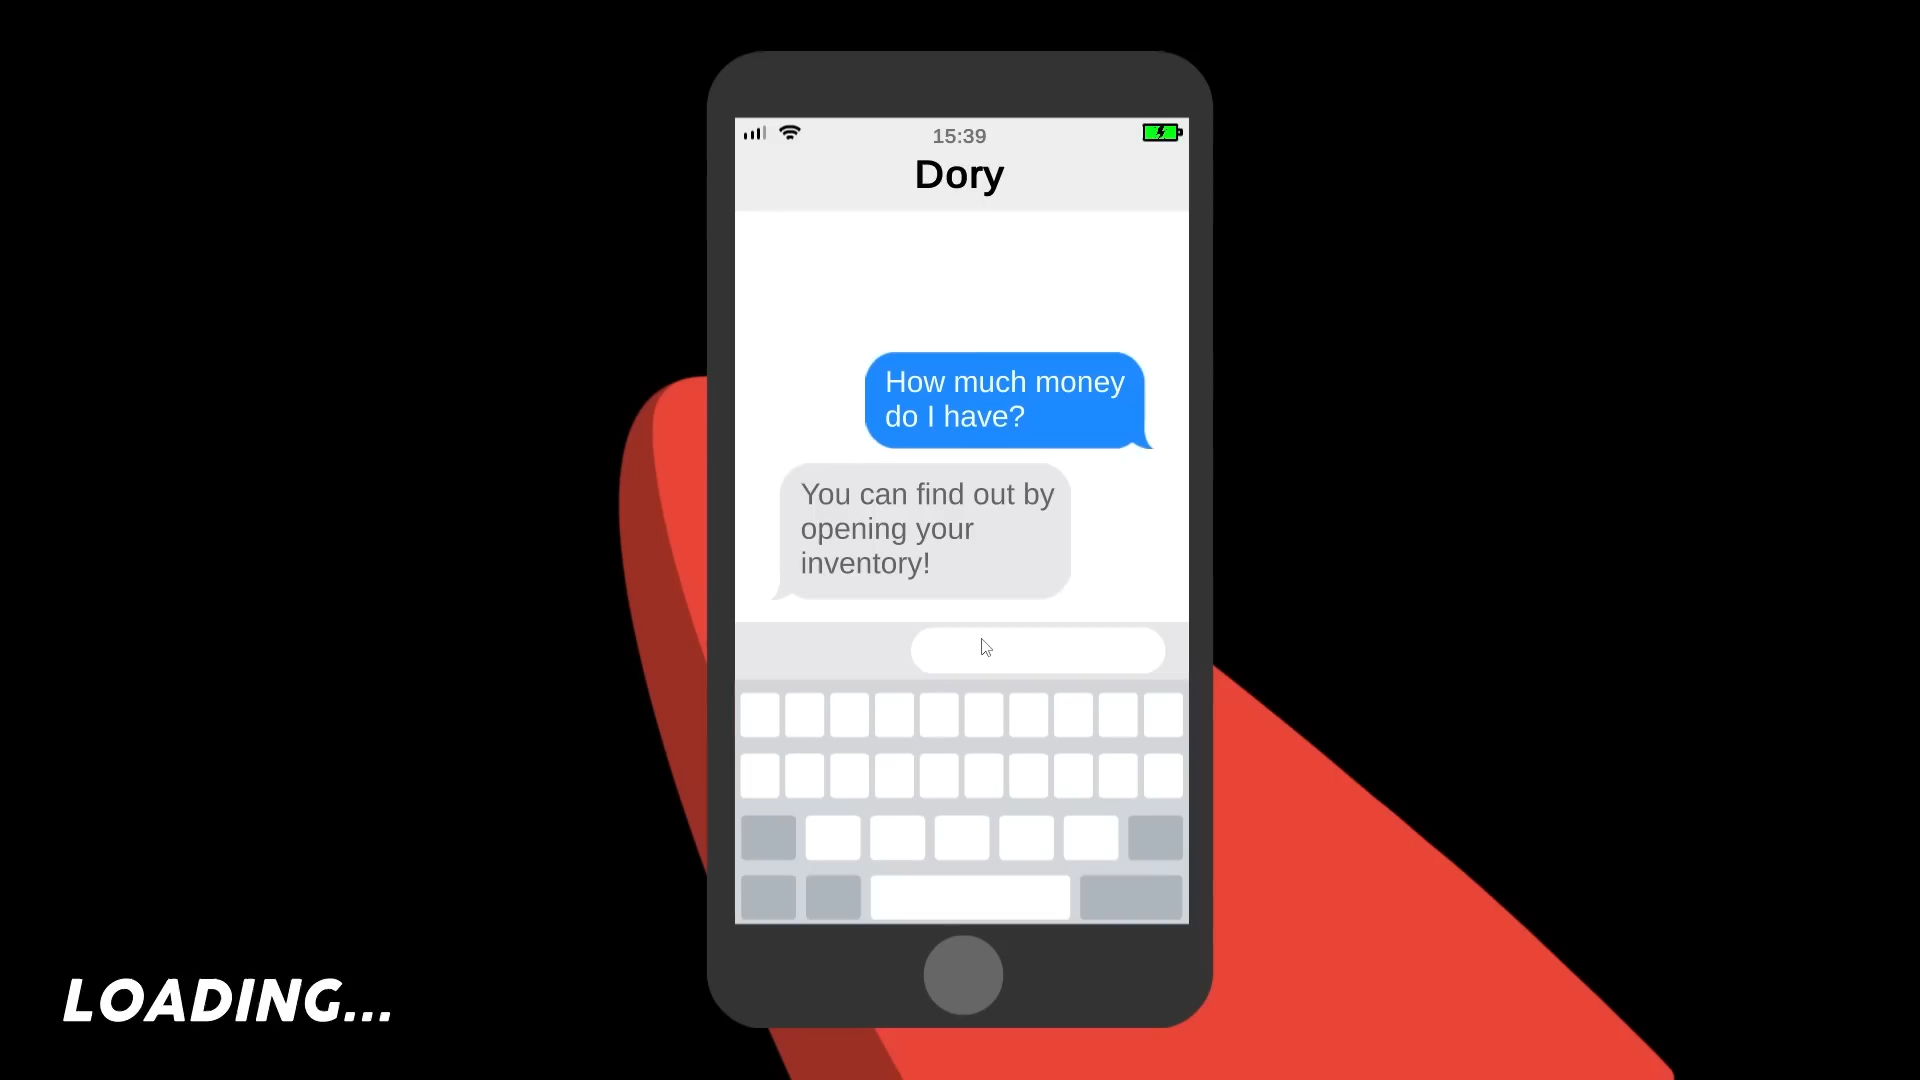 15:39
Dory
How much money
do I have?
You can find out by
opening your
inventory!
LOADING...